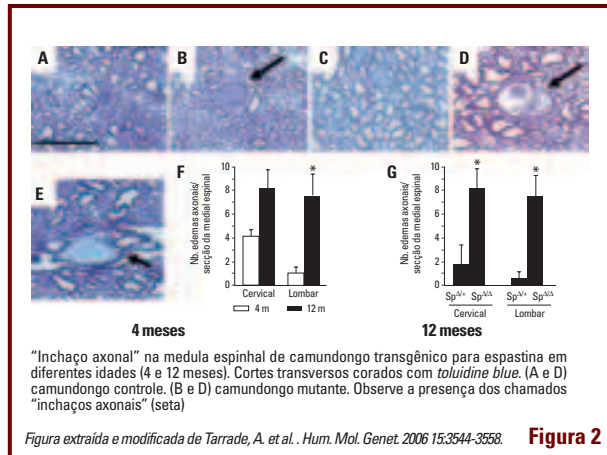 A
B
C
D
E
F
Nb. edemas axonais/
secção da medial espinal
10
8
6
4
2
0
*
Cervical
Lombar
4 m
12 m
G
Nb. edemas axonais/
secção da medial espinal
10
8
6
4
2
0
*
*
SpΔ/+ SpΔ/Δ SpΔ/+ SpΔ/Δ
Cervical
Lombar
4 meses
12 meses
"Inchaço axonal" na medula espinhal de camundongo transgênico para espastina em
diferentes idades (4 e 12 meses). Cortes transversos corados com toluidine blue. (A e D)
camundongo controle. (B e D) camundongo mutante. Observe a presença dos chamados
"inchaços axonais" (seta)
Figura extraída e modificada de Tarrade, A. et al. . Hum. Mol. Genet. 2006 15:3544-3558.
Figura 2